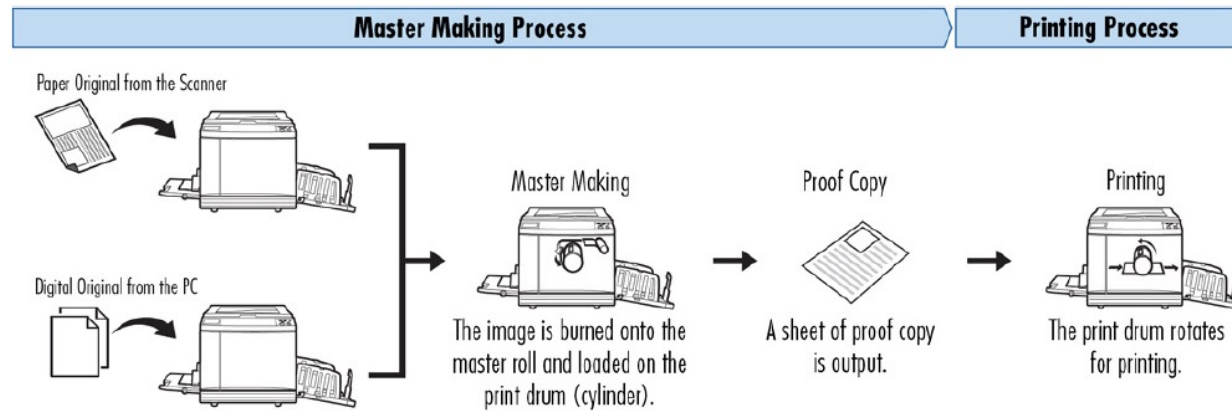 Master Making Process
Printing Process
Paper Original from the Scanner
Digital Original from the PC
Master Making
The image is burned onto the
master roll and loaded on the
print drum (cylinder).
Proof Copy
A sheet of proof copy
is output.
Printing
The print drum rotates
for printing.